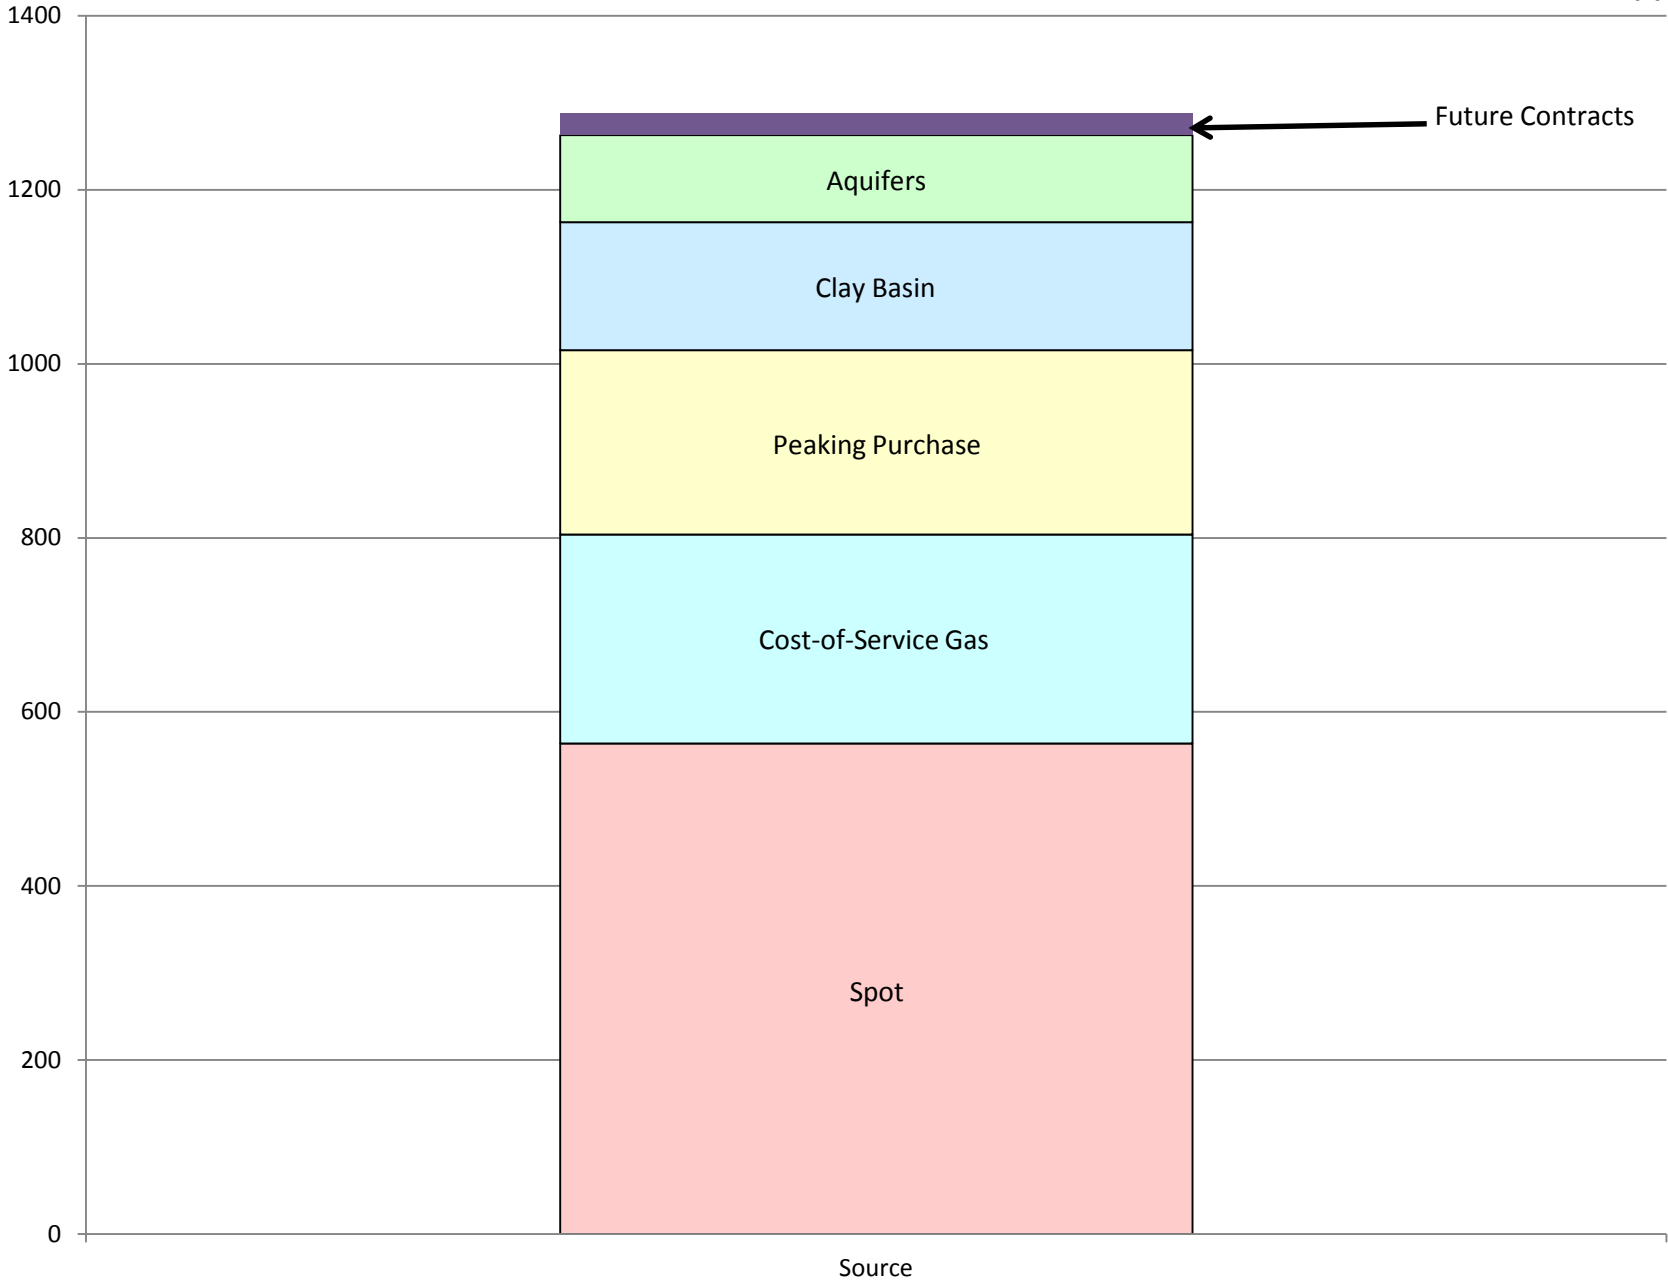 1400
Future Contracts
1200
Aquifers
Clay Basin
1000
Peaking Purchase
800
Cost-of-Service Gas
600
400
Spot
200
0
Source